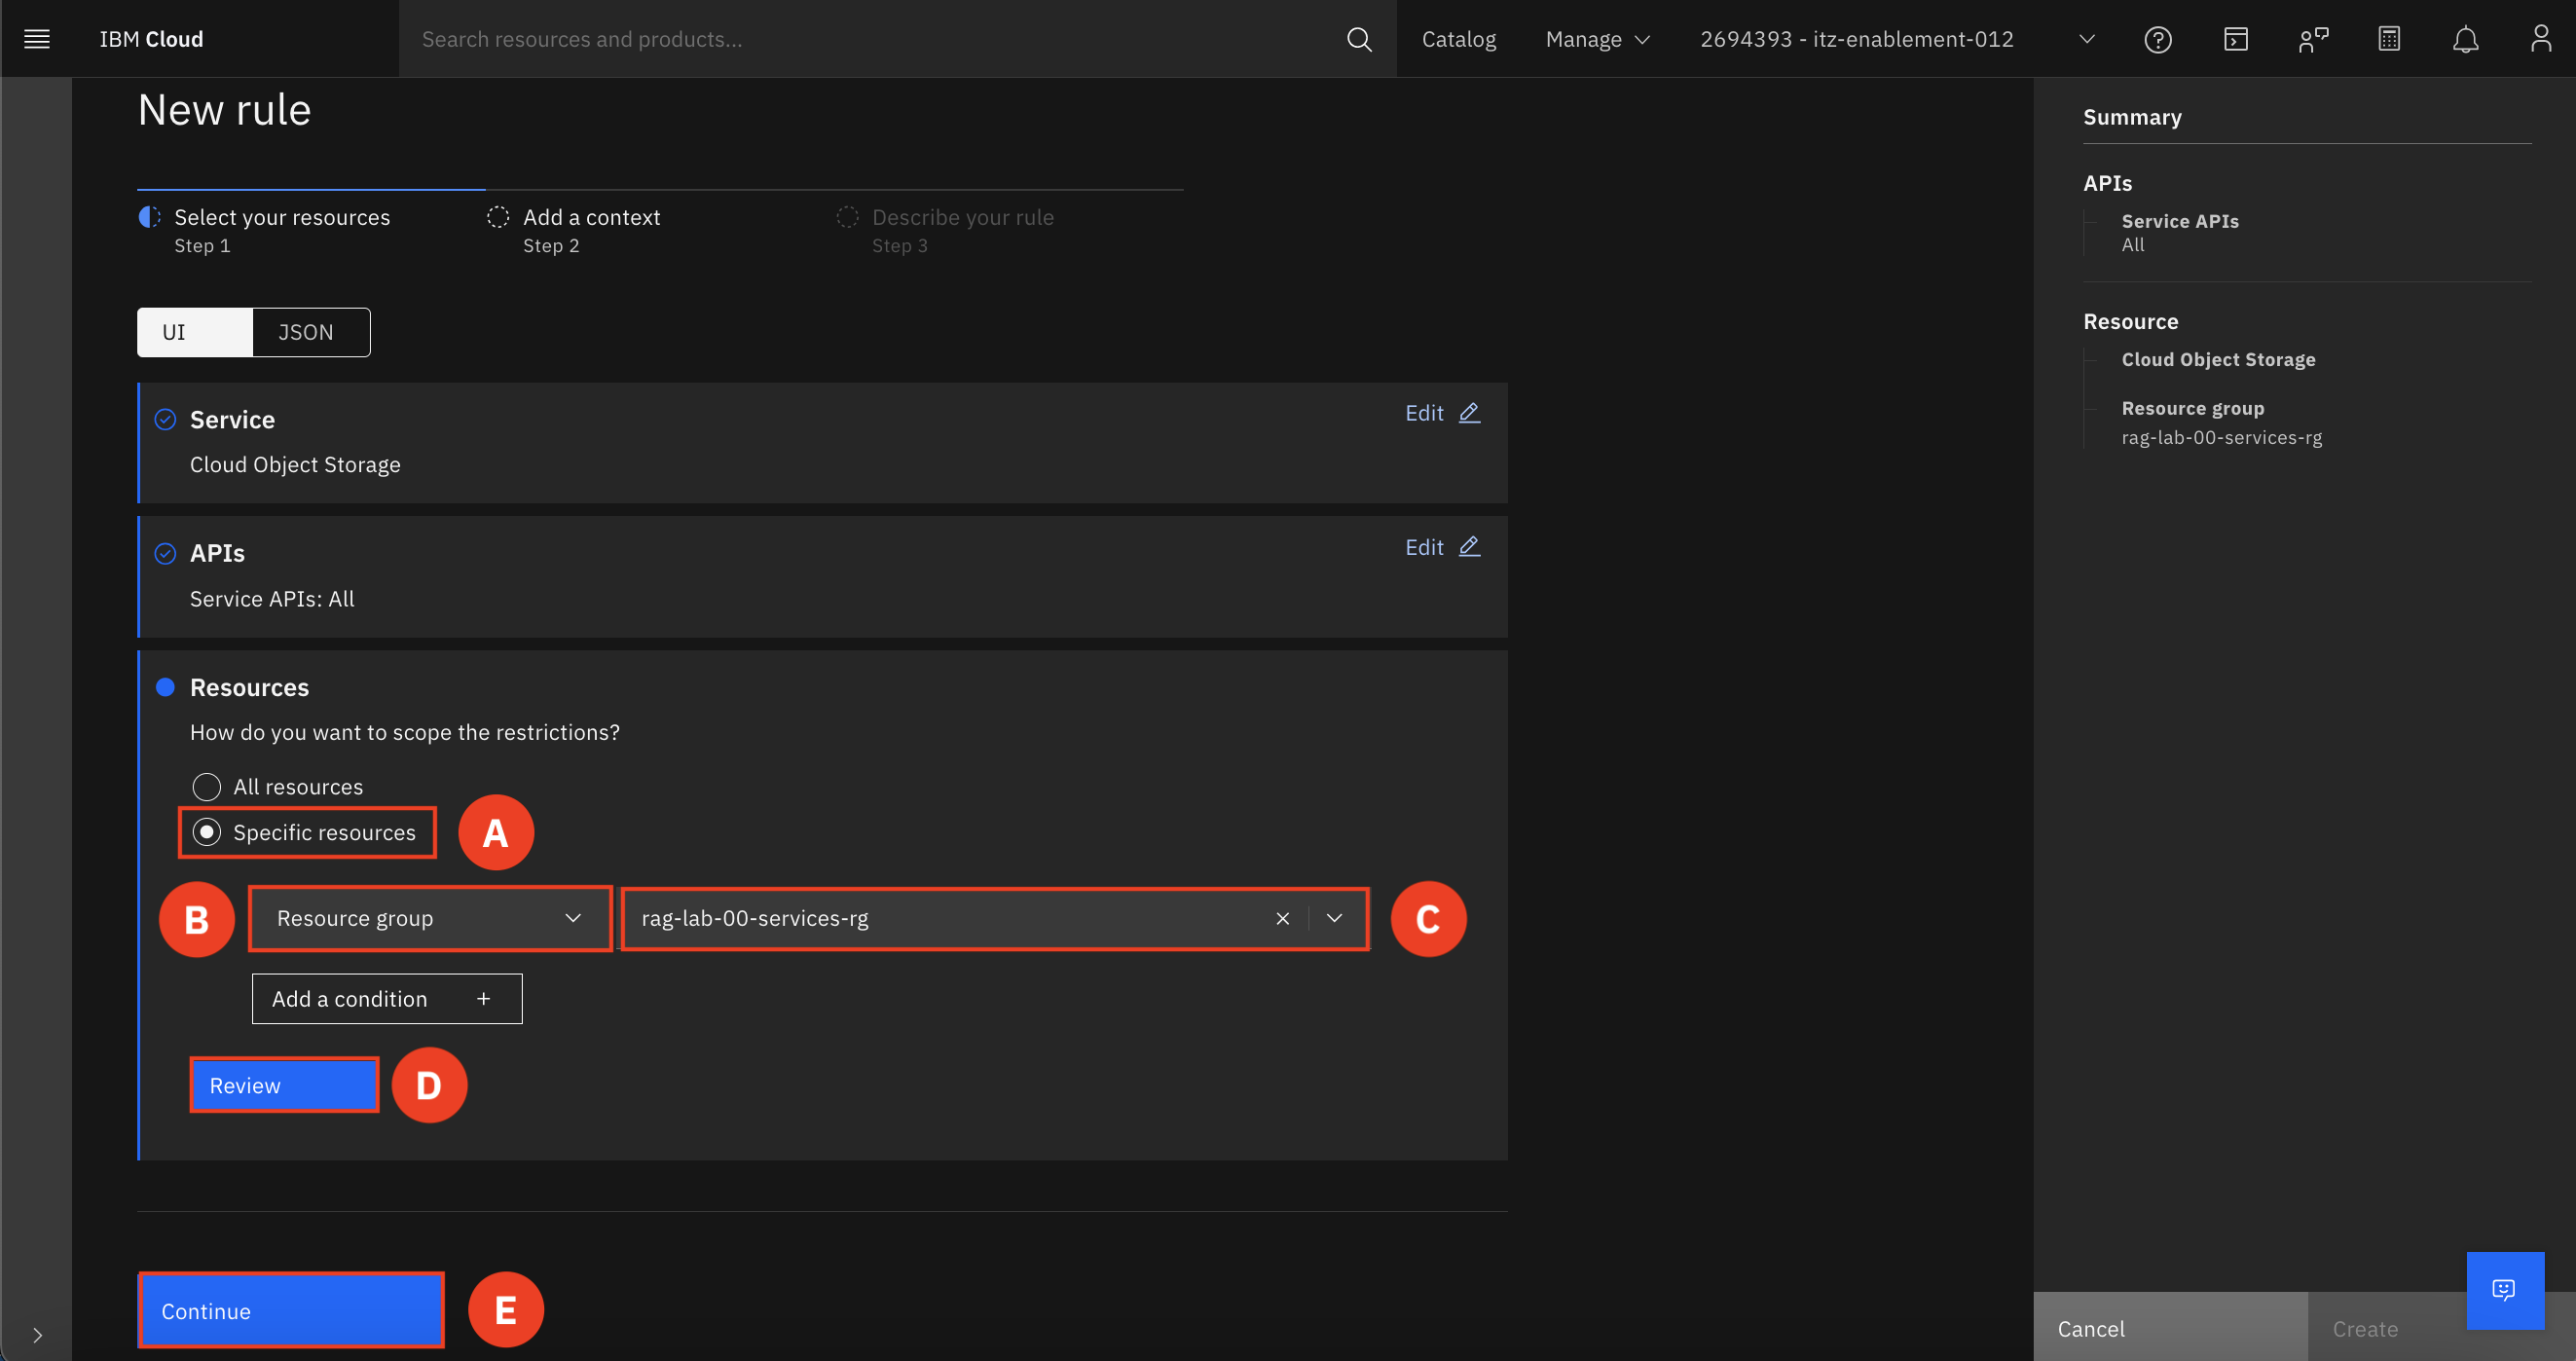 IBM Cloud
Search resources and products...
Catalog
Manage
2694393 - itz-enablement-012
New rule
Select your resources
Step 1
Add a context
Step 2
Describe your rule
Step 3
UI
JSON
Service
Edit
Cloud Object Storage
APIs
Edit
Service APIs: All
Resources
How do you want to scope the restrictions?
All resources
Specific resources
A
B
Resource group
rag-lab-00-services-rg
C
Add a condition +
Review
D
Continue
E
Summary
APIs
Service APIs
All
Resource
Cloud Object Storage
Resource group
rag-lab-00-services-rg
Cancel
Create